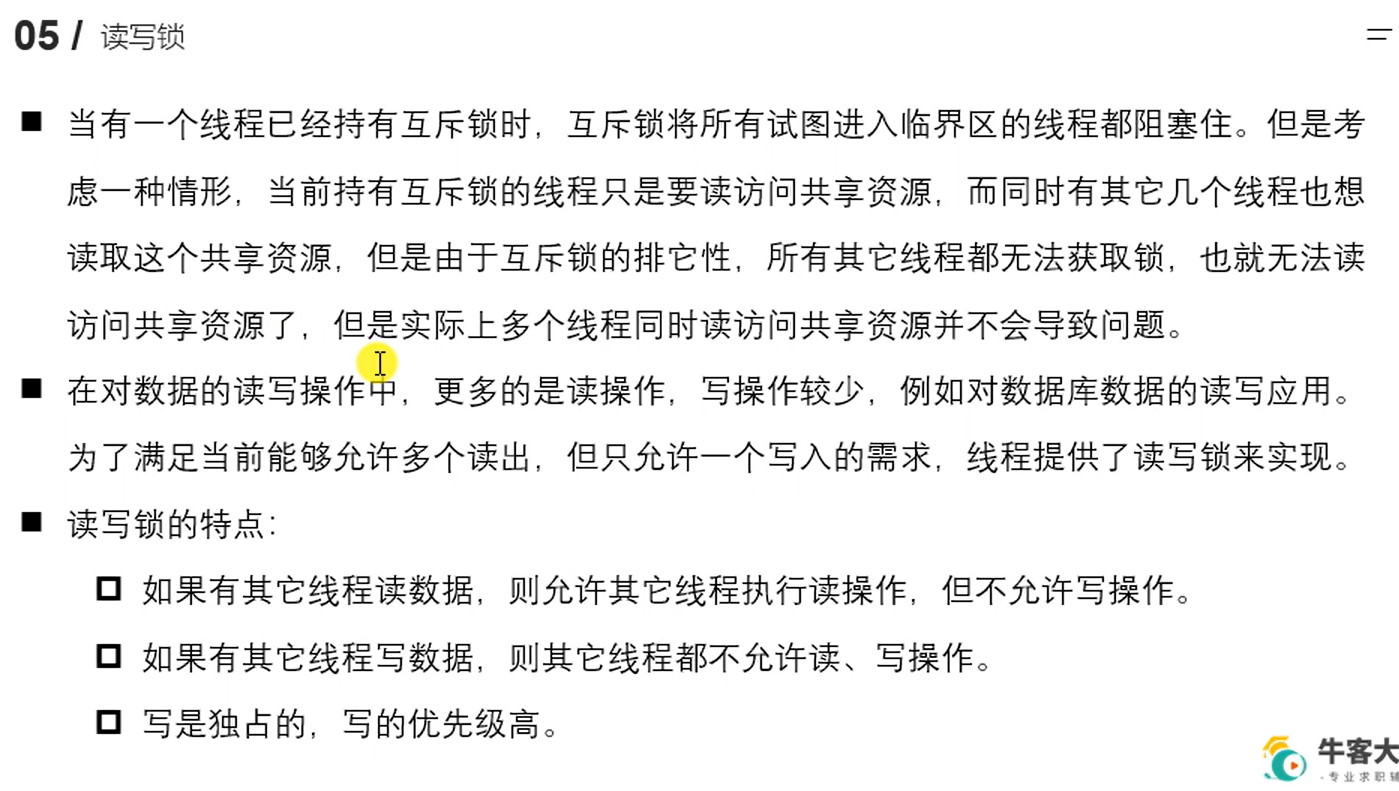 05 / 读写锁
■ 当有一个线程已经持有互斥锁时，互斥锁将所有试图进入临界区的线程都阻塞住。但是考
虑一种情形，当前持有互斥锁的线程只是要读访问共享资源，而同时有其它几个线程也想
读取这个共享资源，但是由于互斥锁的排它性，所有其它线程都无法获取锁，也就无法读
访问共享资源了，但是实际上多个线程同时读访问共享资源并不会导致问题。
■ 在对数据的读写操作中，更多的是读操作，写操作较少，例如对数据库数据的读写应用。
为了满足当前能够允许多个读出，但只允许一个写入的需求，线程提供了读写锁来实现。
■ 读写锁的特点：
□ 如果有其它线程读数据，则允许其它线程执行读操作，但不允许写操作。
□ 如果有其它线程写数据，则其它线程都不允许读、写操作。
□ 写是独占的，写的优先级高。
牛客大
-专业求职辅